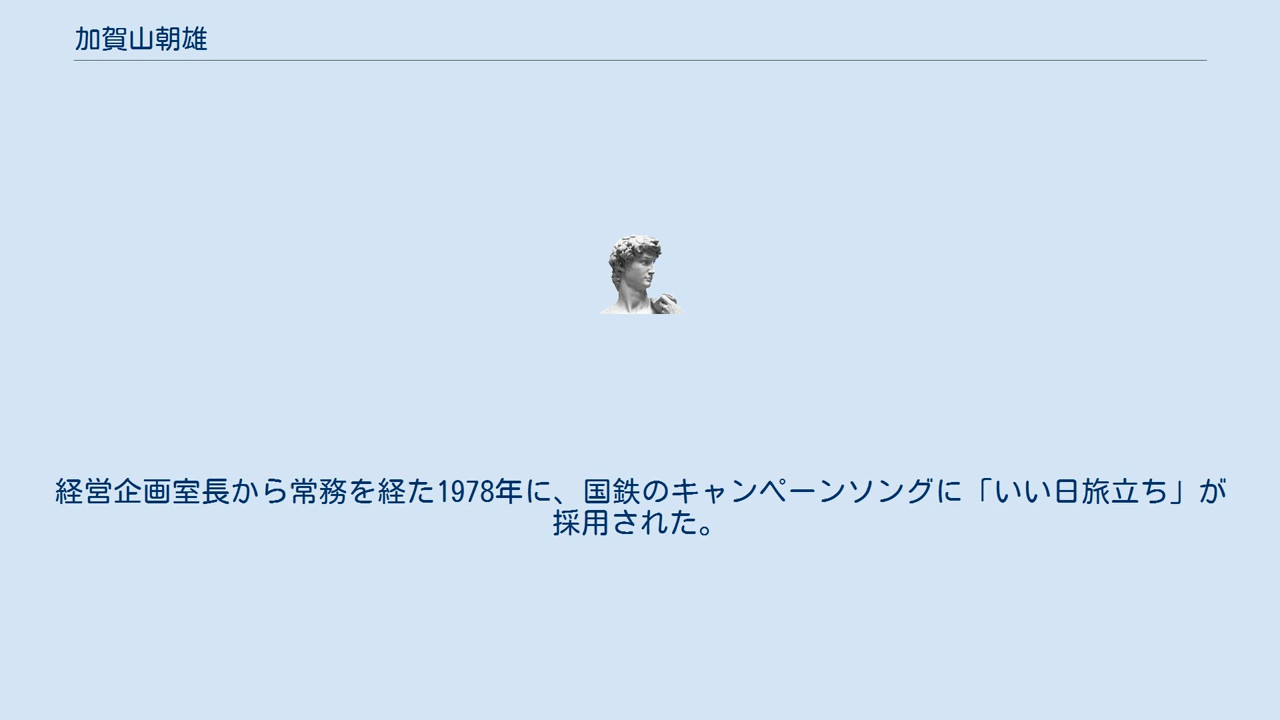 加賀山朝雄
経営企画室長から常務を経た1978年に、国鉄のキャンペーンソングに「いい日旅立ち」が
採用された。